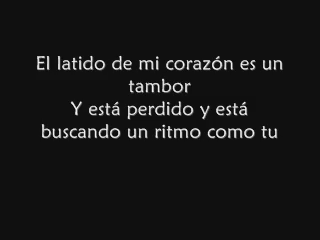 El latido de mi corazón es un
tambor
Y está perdido y está
buscando un ritmo como tu